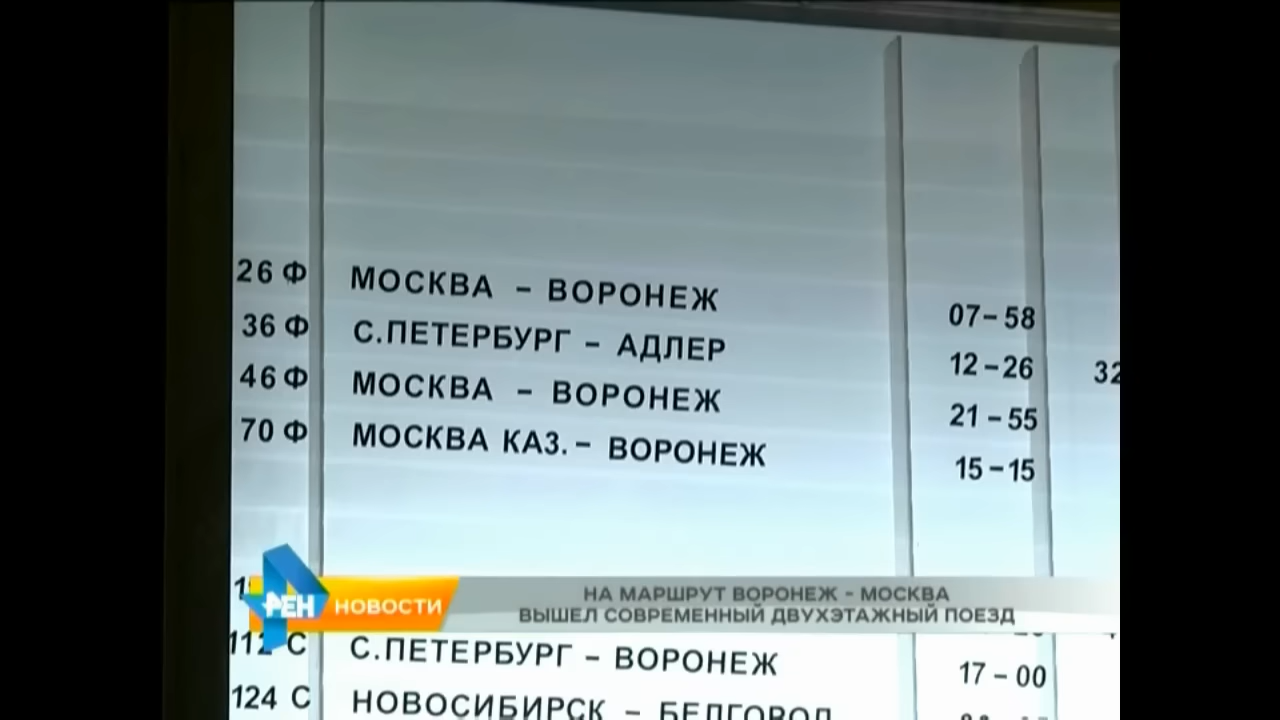 26 Ф МОСКВА – ВОРОНЕЖ 07–58
36 Ф С.ПЕТЕРБУРГ – АДЛЕР 12–26 32
46 Ф МОСКВА – ВОРОНЕЖ 21–55
70 Ф МОСКВА КАЗ.– ВОРОНЕЖ 15–15
РЕН НОВОСТИ
НА МАРШРУТ ВОРОНЕЖ - МОСКВА
ВЫШЕЛ СОВРЕМЕННЫЙ ДВУХЭТАЖНЫЙ ПОЕЗД
112 С С.ПЕТЕРБУРГ – ВОРОНЕЖ 17–00
124 С НОВОСИБИРСК – БЕЛГОРОД